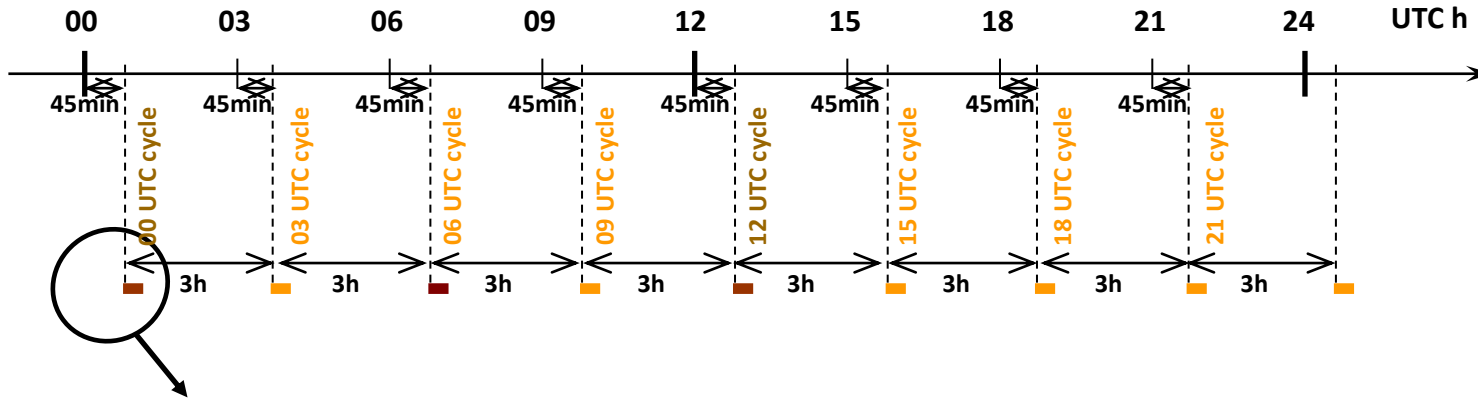 00 03 06 09 12 15 18 21 24 UTC h
45min 45min 45min 45min 45min 45min 45min 45min
00 UTC cycle
03 UTC cycle
06 UTC cycle
09 UTC cycle
12 UTC cycle
15 UTC cycle
18 UTC cycle
21 UTC cycle
3h 3h 3h 3h 3h 3h 3h 3h